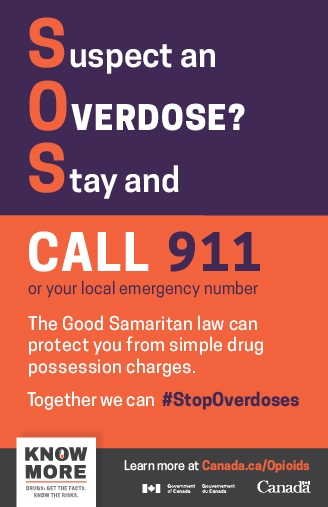 Suspect an
OVERDOSE?
Stay and
CALL 911
or your local emergency number
The Good Samaritan law can
protect you from simple drug
possession charges.
Together we can #StopOverdoses
KNOW
MORE
DRUGS: GET THE FACTS.
KNOW THE RISKS.
Learn more at Canada.ca/Opioids
Government
of Canada
Gouvernement
du Canada
Canada